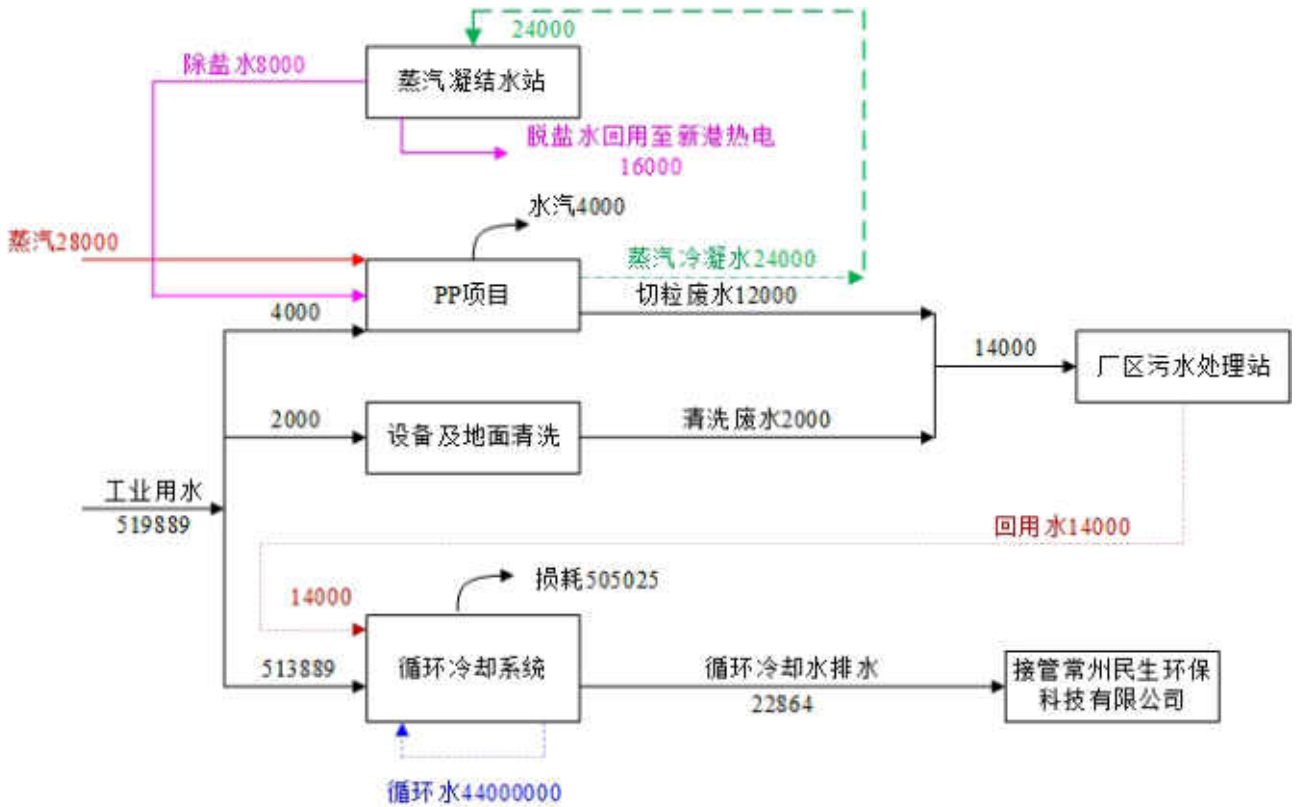 24000
除盐水8000
蒸汽凝结水站
脱盐水回用至新港热电
16000
水汽4000
蒸汽28000
蒸汽冷凝水24000
PP项目
切粒废水12000
4000
14000
厂区污水处理站
2000
设备及地面清洗
清洗废水2000
工业用水
519889
回用水14000
损耗505025
14000
513889
循环冷却系统
循环冷却水排水
22864
接管常州民生环保
科技有限公司
循环水44000000